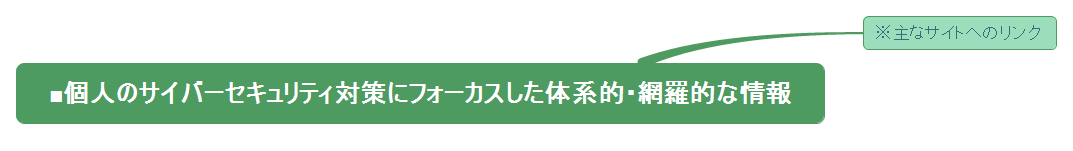 ※主なサイトへのリンク
■個人のサイバーセキュリティ対策にフォーカスした体系的・網羅的な情報